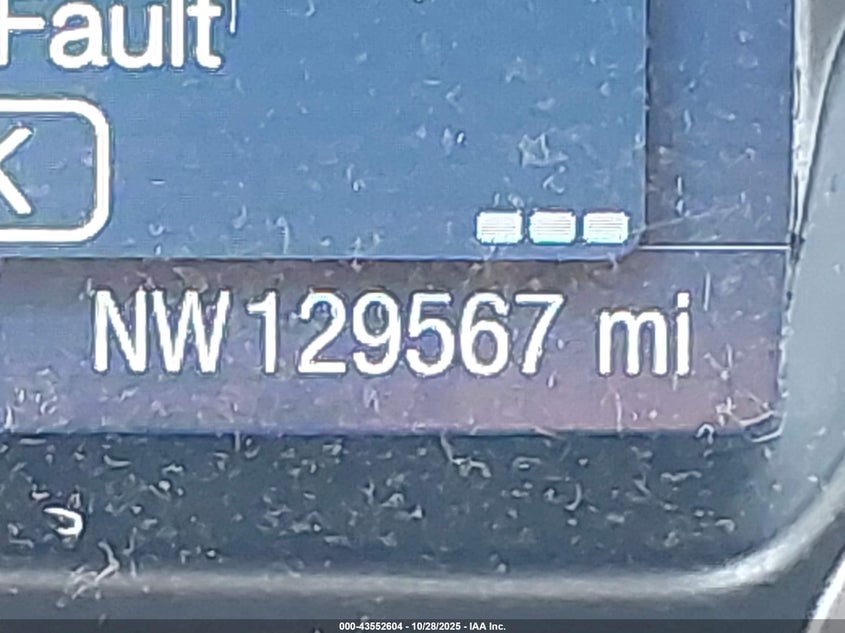 Fault
K
NW 129567 mi
000-43552604 - 10/28/2025 - IAA Inc.